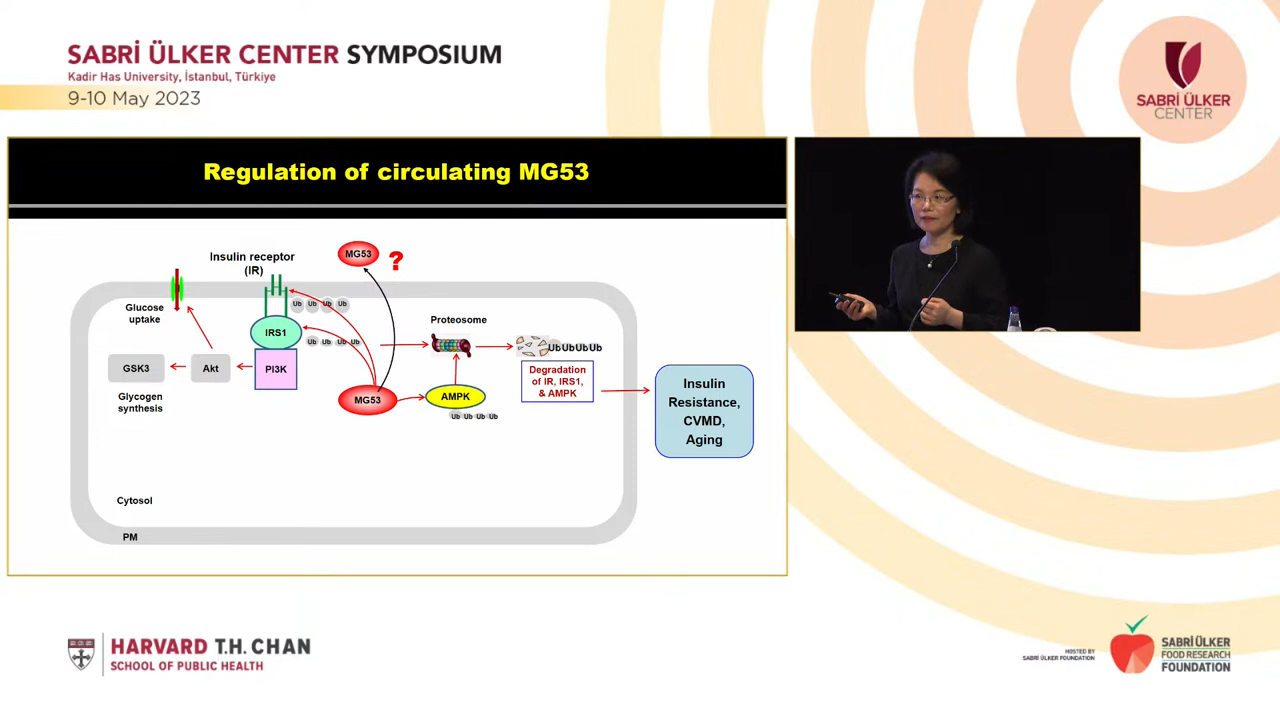 SABRİ ÜLKER CENTER SYMPOSIUM
Kadir Has University, İstanbul, Türkiye
9-10 May 2023
SABRİ ÜLKER
CENTER
Regulation of circulating MG53
Insulin receptor
(IR)
MG53
?
Glucose
uptake
Ub Ub Ub Ub
IRS1
Ub Ub Ub Ub
Proteosome
UbUbUbUb
GSK3
Akt
PI3K
Degradation
of IR, IRS1,
& AMPK
Glycogen
synthesis
MG53
AMPK
Ub Ub Ub Ub
Insulin
Resistance,
CVMD,
Aging
Cytosol
PM
HARVARD T.H. CHAN
SCHOOL OF PUBLIC HEALTH
HOSTED BY
SABRİ ÜLKER FOUNDATION
SABRİ ÜLKER
FOOD RESEARCH
FOUNDATION